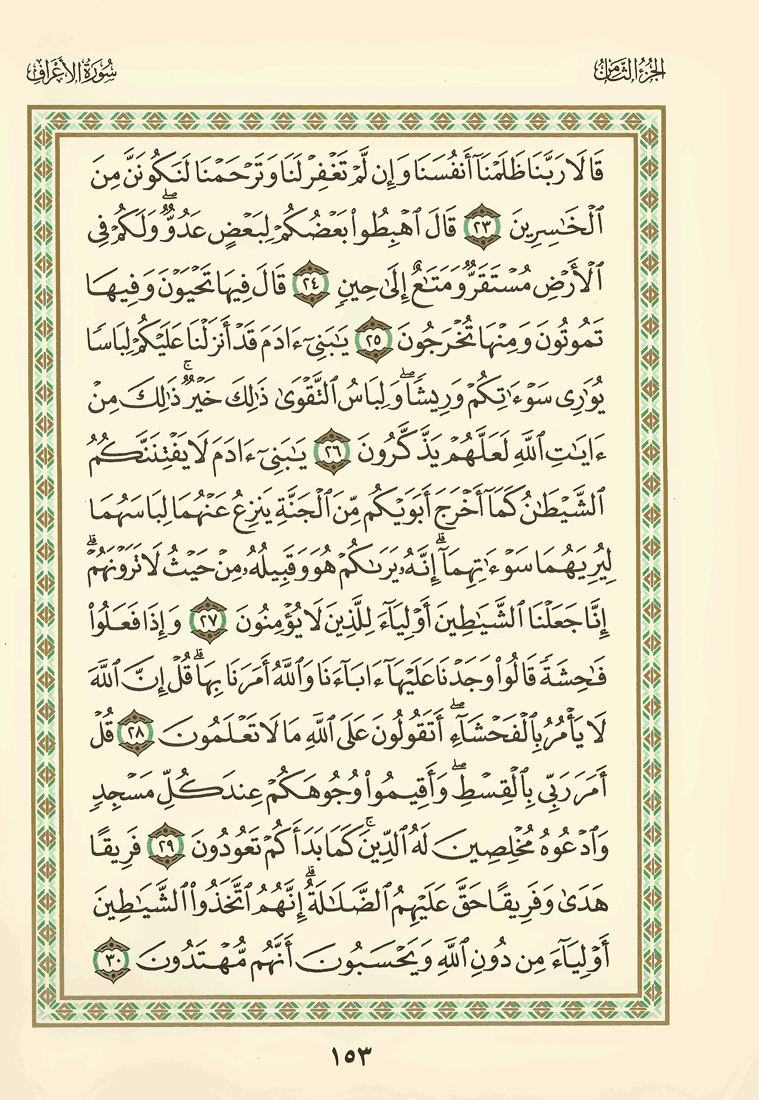 الجزء الثامن
سورة الأعراف
قَالَا رَبَّنَا ظَلَمْنَآ أَنفُسَنَا وَإِن لَّمْ تَغْفِرْ لَنَا وَتَرْحَمْنَا لَنَكُونَنَّ مِنَ
ٱلْخَٰسِرِينَ ٢٣ قَالَ ٱهْبِطُوا۟ بَعْضُكُمْ لِبَعْضٍ عَدُوٌّۖ وَلَكُمْ فِى
ٱلْأَرْضِ مُسْتَقَرٌّ وَمَتَٰعٌ إِلَىٰ حِينٍ ٢٤ قَالَ فِيهَا تَحْيَوْنَ وَفِيهَا
تَمُوتُونَ وَمِنْهَا تُخْرَجُونَ ٢٥ يَٰبَنِىٓ ءَادَمَ قَدْ أَنزَلْنَا عَلَيْكُمْ لِبَاسًا
يُوَٰرِى سَوْءَٰتِكُمْ وَرِيشًاۖ وَلِبَاسُ ٱلتَّقْوَىٰ ذَٰلِكَ خَيْرٌۚ ذَٰلِكَ مِنْ
ءَايَٰتِ ٱللَّهِ لَعَلَّهُمْ يَذَّكَّرُونَ ٢٦ يَٰبَنِىٓ ءَادَمَ لَا يَفْتِنَنَّكُمُ
ٱلشَّيْطَٰنُ كَمَآ أَخْرَجَ أَبَوَيْكُم مِّنَ ٱلْجَنَّةِ يَنزِعُ عَنْهُمَا لِبَاسَهُمَا
لِيُرِيَهُمَا سَوْءَٰتِهِمَآۗ إِنَّهُۥ يَرَىٰكُمْ هُوَ وَقَبِيلُهُۥ مِنْ حَيْثُ لَا تَرَوْنَهُمْۗ
إِنَّا جَعَلْنَا ٱلشَّيَٰطِينَ أَوْلِيَآءَ لِلَّذِينَ لَا يُؤْمِنُونَ ٢٧ وَإِذَا فَعَلُوا۟
فَٰحِشَةً قَالُوا۟ وَجَدْنَا عَلَيْهَآ ءَابَآءَنَا وَٱللَّهُ أَمَرَنَا بِهَاۗ قُلْ إِنَّ ٱللَّهَ
لَا يَأْمُرُ بِٱلْفَحْشَآءِۖ أَتَقُولُونَ عَلَى ٱللَّهِ مَا لَا تَعْلَمُونَ ٢٨ قُلْ
أَمَرَ رَبِّى بِٱلْقِسْطِۖ وَأَقِيمُوا۟ وُجُوهَكُمْ عِندَ كُلِّ مَسْجِدٍ
وَٱدْعُوهُ مُخْلِصِينَ لَهُ ٱلدِّينَۚ كَمَا بَدَأَكُمْ تَعُودُونَ ٢٩ فَرِيقًا
هَدَىٰ وَفَرِيقًا حَقَّ عَلَيْهِمُ ٱلضَّلَٰلَةُۗ إِنَّهُمُ ٱتَّخَذُوا۟ ٱلشَّيَٰطِينَ
أَوْلِيَآءَ مِن دُونِ ٱللَّهِ وَيَحْسَبُونَ أَنَّهُم مُّهْتَدُونَ ٣٠
١٥٣